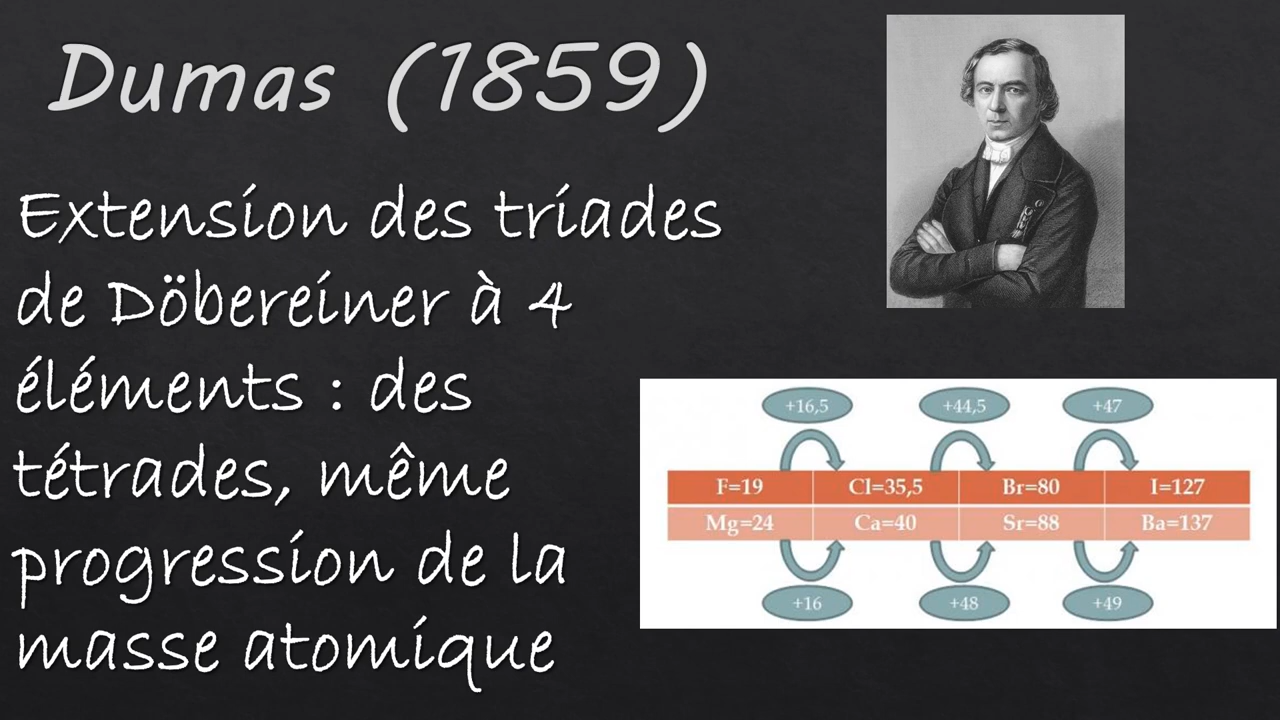 Dumas (1859)
Extension des triades
de Döbereiner à 4
éléments : des
tétrades, même
progression de la
masse atomique
+16,5 +44,5 +47
F=19 Cl=35,5 Br=80 I=127
Mg=24 Ca=40 Sr=88 Ba=137
+16 +48 +49